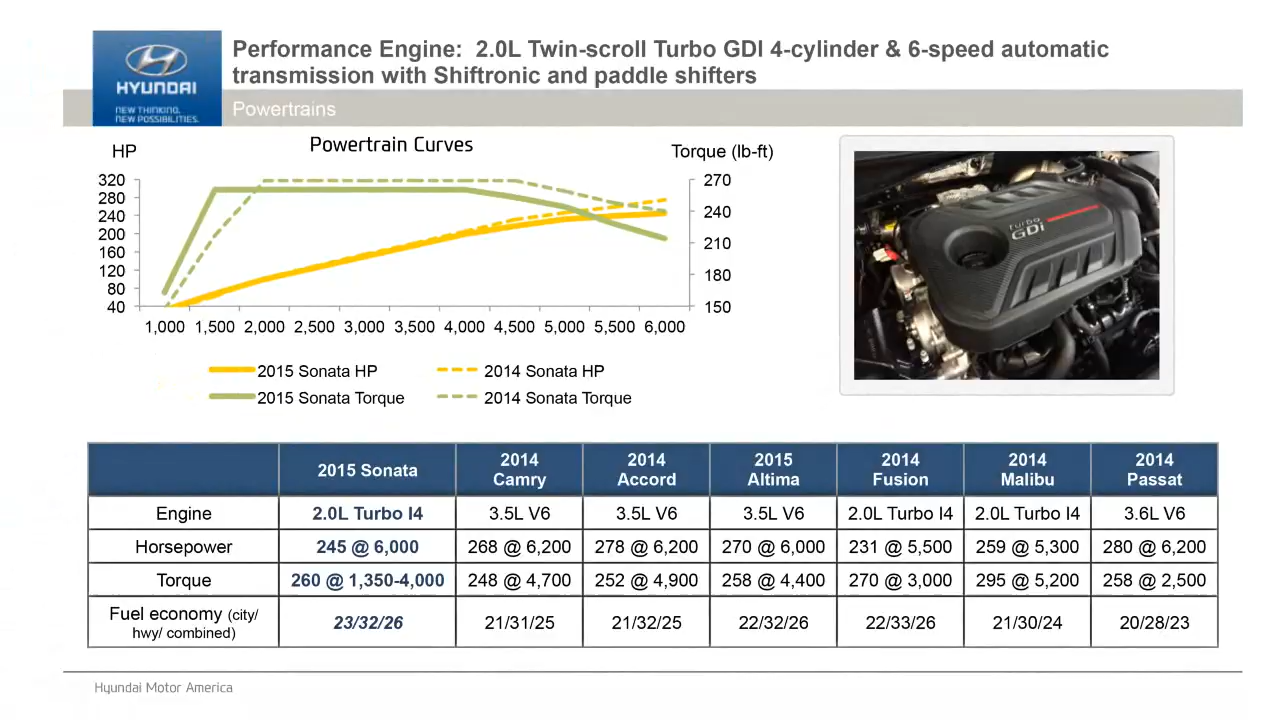 HYUNDAI
NEW THINKING.
NEW POSSIBILITIES.
Performance Engine: 2.0L Twin-scroll Turbo GDI 4-cylinder & 6-speed automatic
transmission with Shiftronic and paddle shifters
Powertrains
Powertrain Curves
HP
Torque (lb-ft)
320 270
280
240 240
200
160 210
120 180
80
40 150
1,000 1,500 2,000 2,500 3,000 3,500 4,000 4,500 5,000 5,500 6,000
2015 Sonata HP 2014 Sonata HP
2015 Sonata Torque 2014 Sonata Torque
Turbo
GDi
2015 Sonata 2014 Camry 2014 Accord 2015 Altima 2014 Fusion 2014 Malibu 2014 Passat
Engine 2.0L Turbo I4 3.5L V6 3.5L V6 3.5L V6 2.0L Turbo I4 2.0L Turbo I4 3.6L V6
Horsepower 245 @ 6,000 268 @ 6,200 278 @ 6,200 270 @ 6,000 231 @ 5,500 259 @ 5,300 280 @ 6,200
Torque 260 @ 1,350-4,000 248 @ 4,700 252 @ 4,900 258 @ 4,400 270 @ 3,000 295 @ 5,200 258 @ 2,500
Fuel economy (city/ hwy/ combined) 23/32/26 21/31/25 21/32/25 22/32/26 22/33/26 21/30/24 20/28/23
Hyundai Motor America